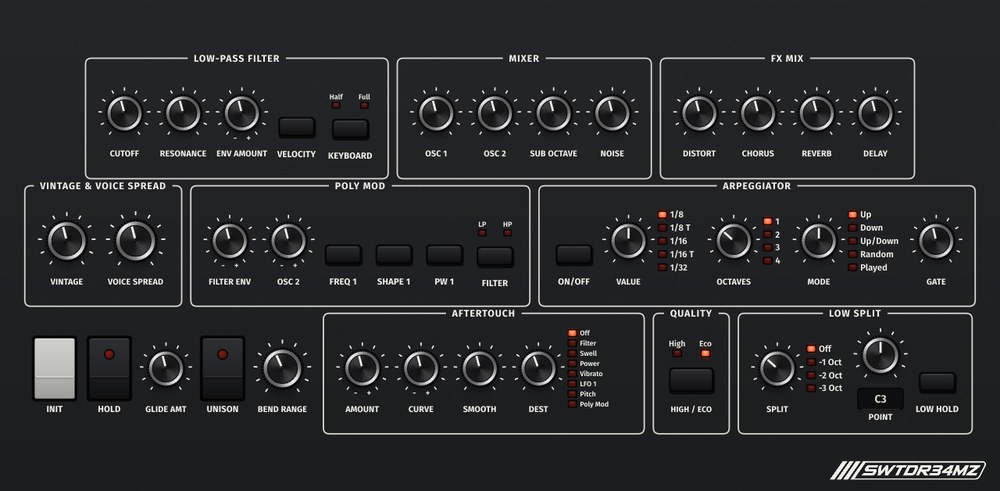 LOW-PASS FILTER
MIXER
FX MIX
Half Full
CUTOFF RESONANCE ENV AMOUNT VELOCITY KEYBOARD
- +
OSC 1 OSC 2 SUB OCTAVE NOISE
DISTORT CHORUS REVERB DELAY
VINTAGE & VOICE SPREAD
POLY MOD
ARPEGGIATOR
VINTAGE VOICE SPREAD
LP HP
- + - +
FILTER ENV OSC 2 FREQ 1 SHAPE 1 PW 1 FILTER
ON/OFF VALUE OCTAVES MODE GATE
1/8
1/8 T
1/16
1/16 T
1/32
1
2
3
4
Up
Down
Up/Down
Random
Played
AFTERTOUCH
QUALITY
LOW SPLIT
INIT HOLD GLIDE AMT UNISON BEND RANGE
- + - +
AMOUNT CURVE SMOOTH DEST
Off
Filter
Swell
Power
Vibrato
LFO 1
Pitch
Poly Mod
High Eco
HIGH / ECO
Off
-1 Oct
-2 Oct
-3 Oct
SPLIT
C3
POINT
LOW HOLD
SWTDR34MZ